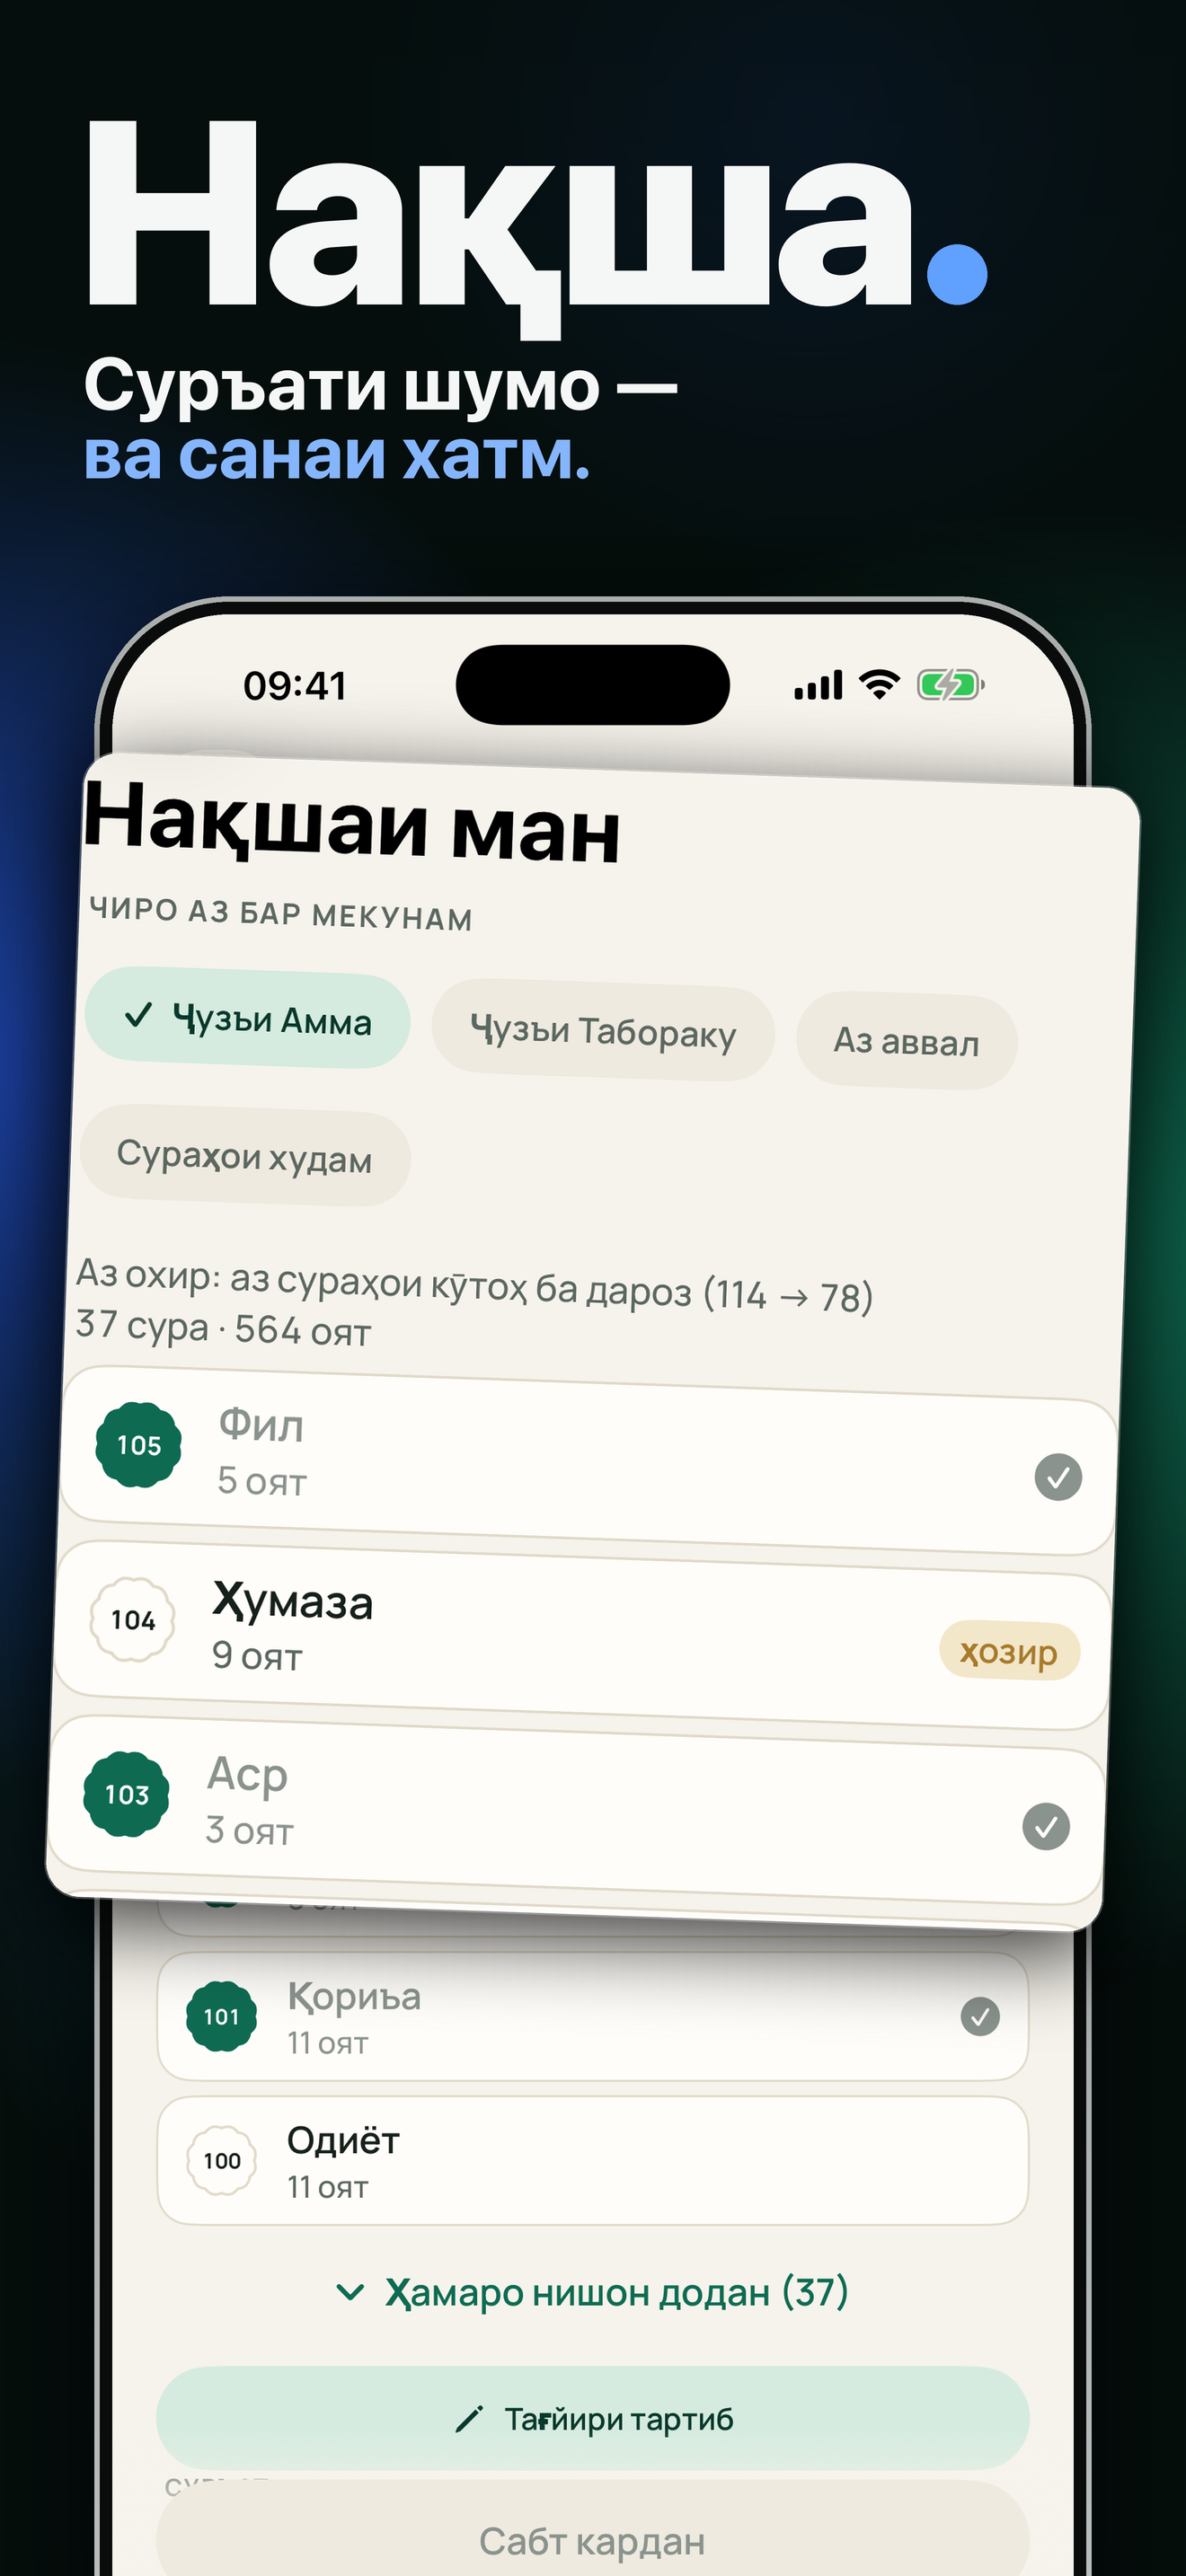 Нақша.
Суръати шумо —
ва санаи хатм.
09:41
Нақшаи ман
ЧИРО АЗ БАР МЕКУНАМ
Ҷузъи Амма
Ҷузъи Табораку
Аз аввал
Сураҳои худам
Аз охир: аз сураҳои кӯтоҳ ба дароз (114 → 78)
37 сура · 564 оят
105
Фил
5 оят
104
Ҳумаза
9 оят
ҳозир
103
Аср
3 оят
101
Қориъа
11 оят
100
Одиёт
11 оят
Ҳамаро нишон додан (37)
Тағйири тартиб
Сабт кардан